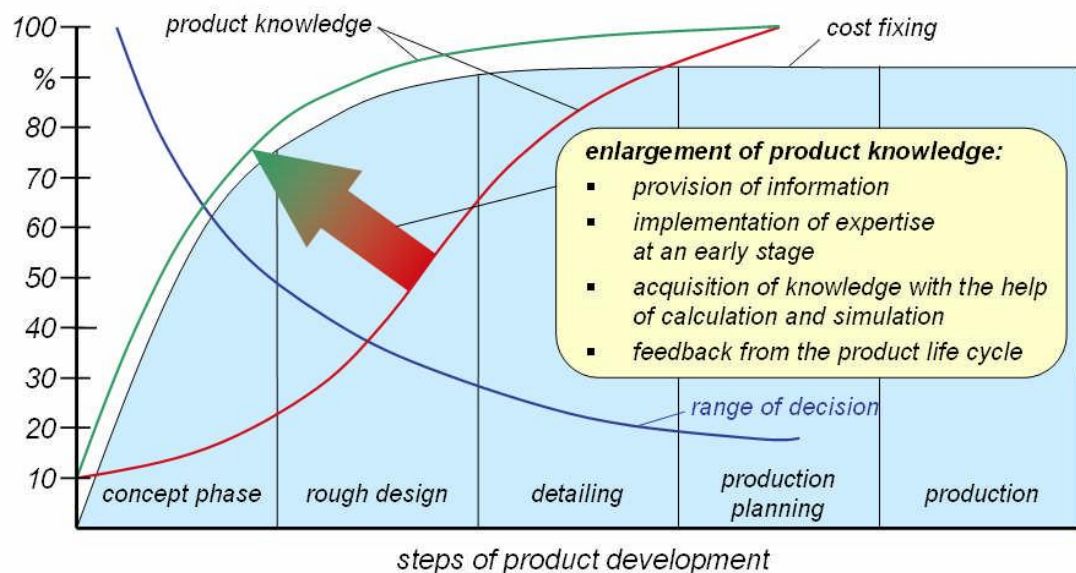 100
%
80
70
60
50
40
30
20
10
product knowledge
cost fixing
enlargement of product knowledge:
▪ provision of information
▪ implementation of expertise
at an early stage
▪ acquisition of knowledge with the help
of calculation and simulation
▪ feedback from the product life cycle
range of decision
concept phase
rough design
detailing
production
planning
production
steps of product development